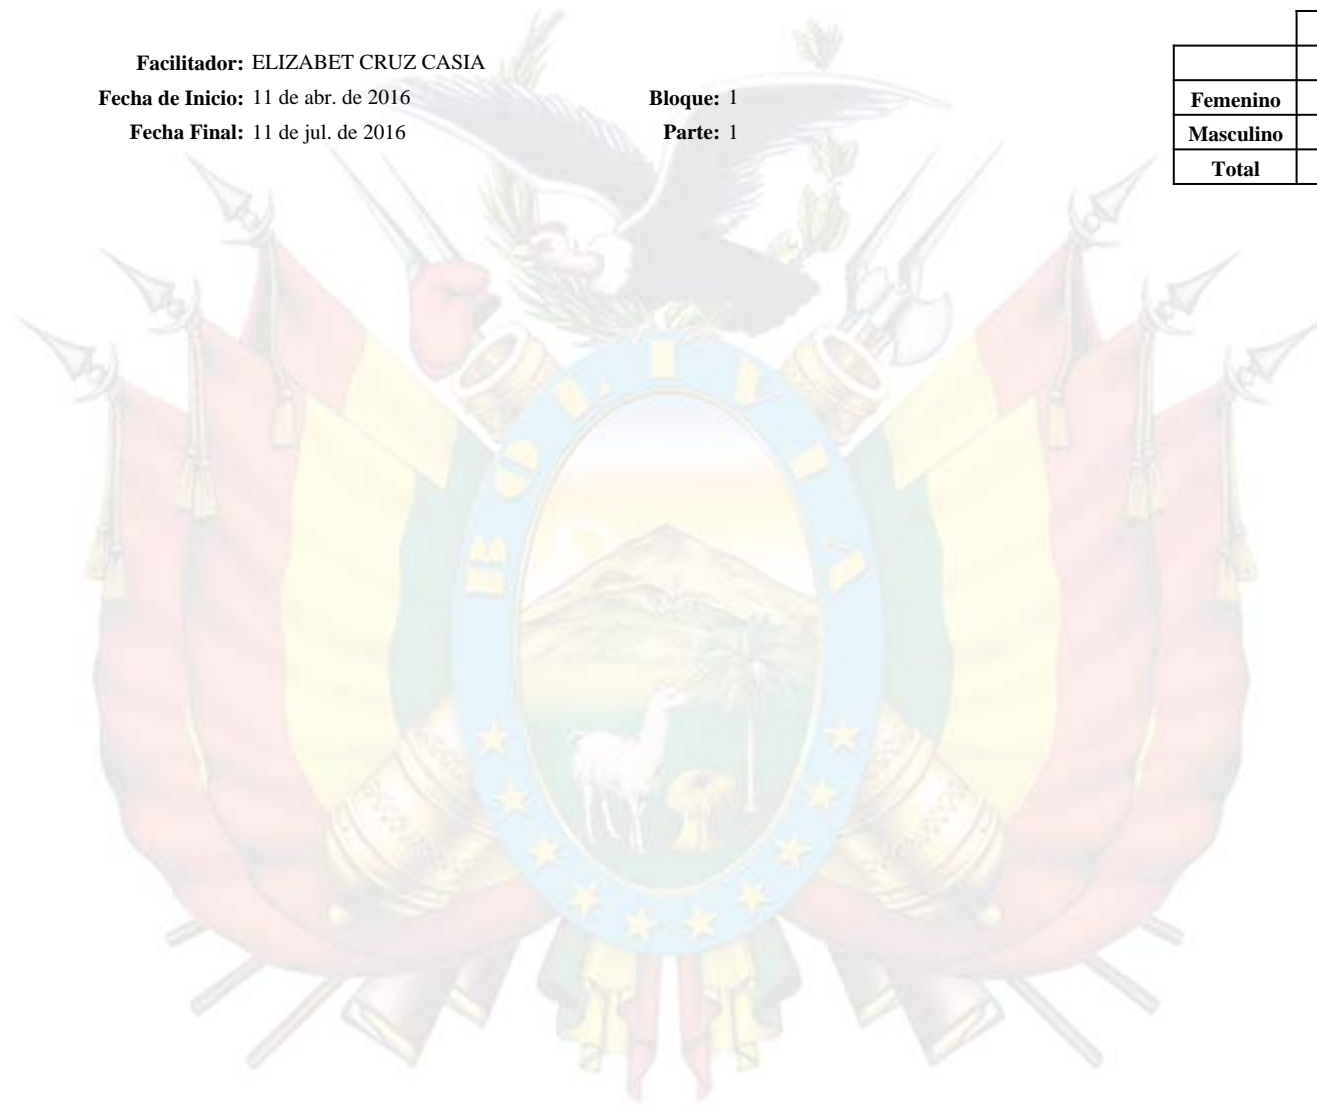 Facilitador: ELIZABET CRUZ CASIA
Fecha de Inicio: 11 de abr. de 2016 Bloque: 1
Fecha Final: 11 de jul. de 2016 Parte: 1
Femenino
Masculino
Total
BOLIVIA